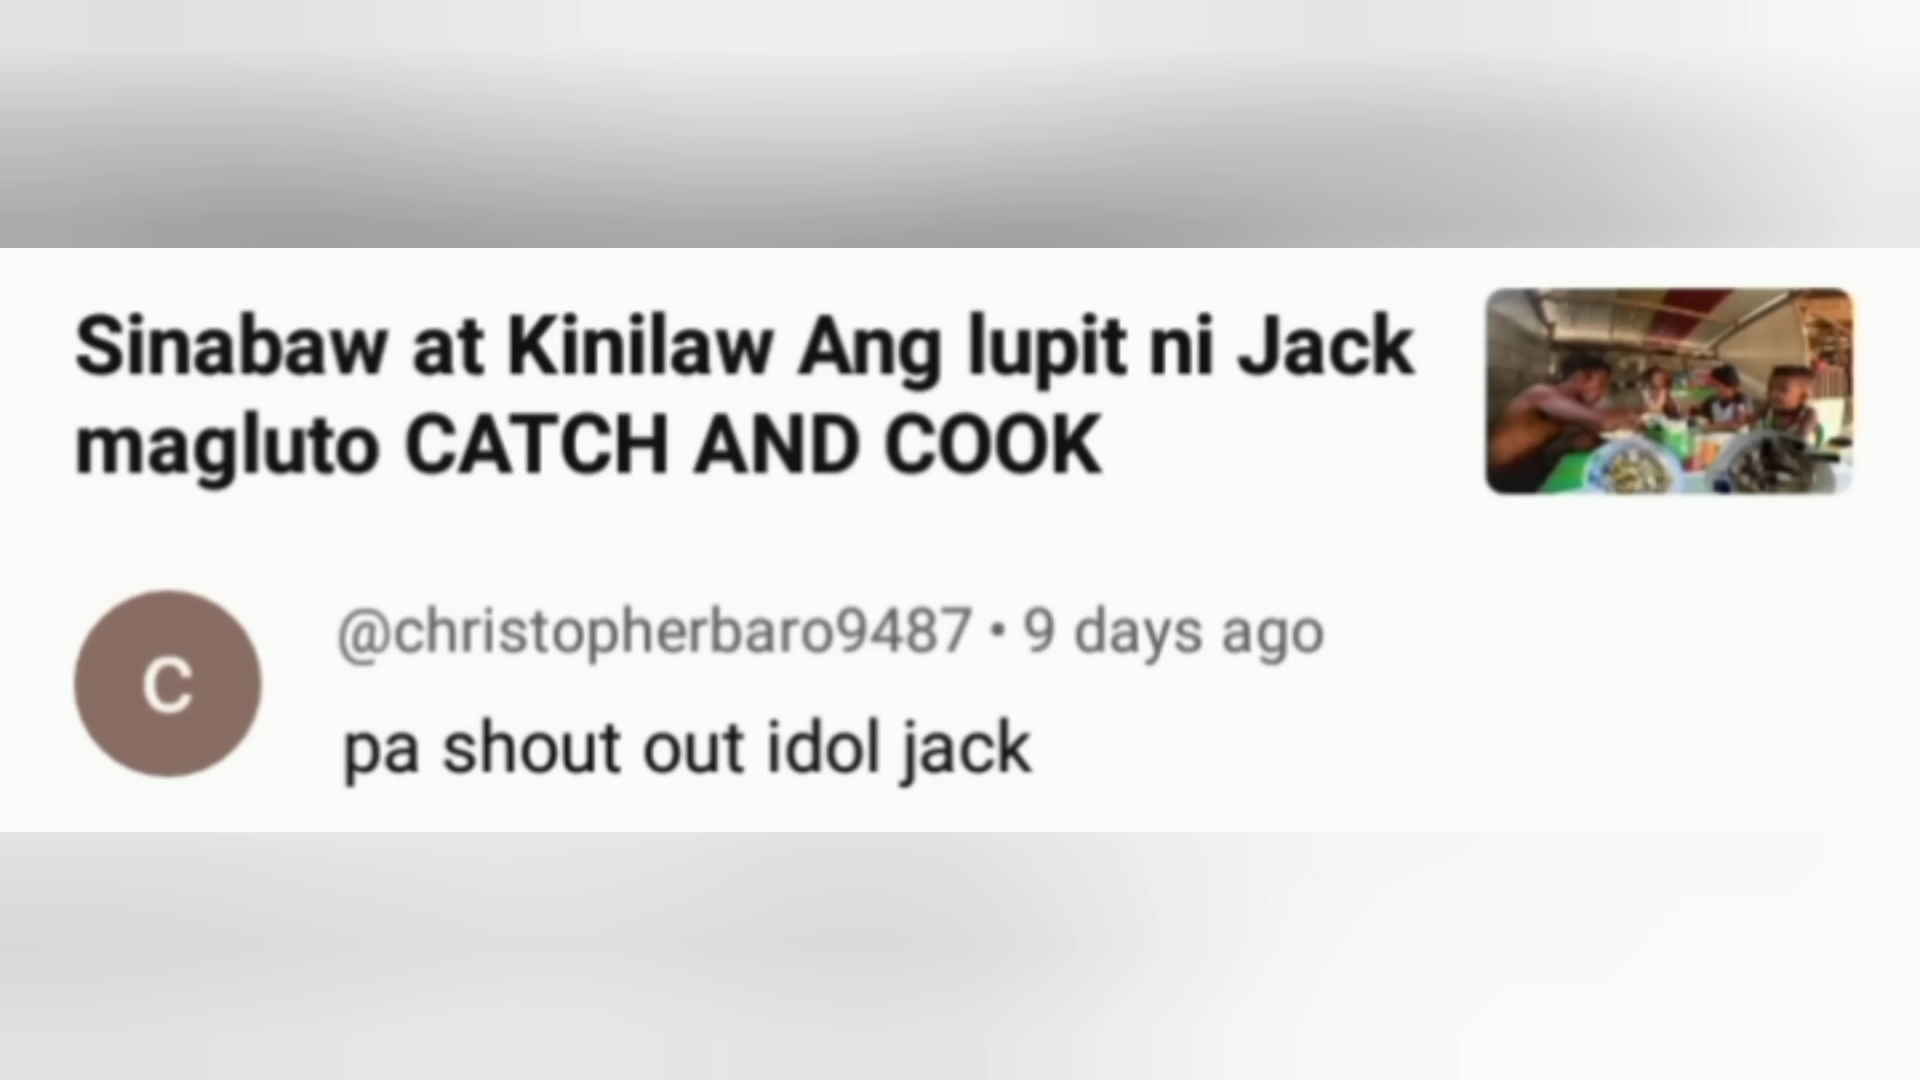 Sinabaw at Kinilaw Ang lupit ni Jack
magluto CATCH AND COOK
C
@christopherbaro9487 • 9 days ago
pa shout out idol jack